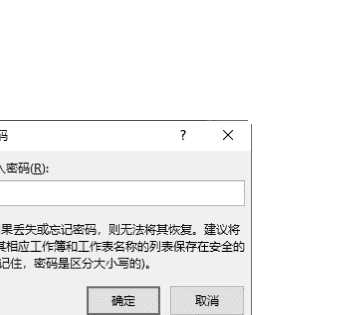 码 ?
入密码(R):
果丢失或忘记密码，则无法将其恢复。建议将
其相应工作簿和工作表名称的列表保存在安全的
记住，密码是区分大小写的)。
确定 取消